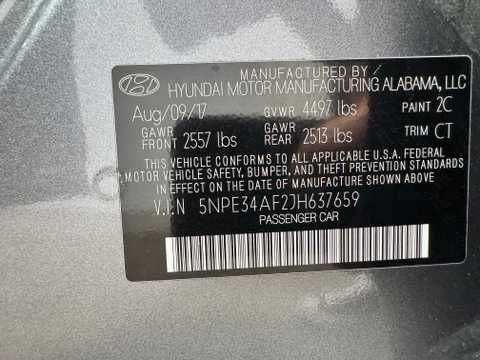 MANUFACTURED BY
HYUNDAI MOTOR MANUFACTURING ALABAMA, LLC
Aug/09/17 GVWR 4497 lbs PAINT 2C
GAWR FRONT 2557 lbs GAWR REAR 2513 lbs TRIM CT
THIS VEHICLE CONFORMS TO ALL APPLICABLE U.S.A. FEDERAL
MOTOR VEHICLE SAFETY, BUMPER, AND THEFT PREVENTION
STANDARDS IN EFFECT ON THE DATE OF MANUFACTURE
V.I.N 5NPE34AF2JH637659
PASSENGER CAR